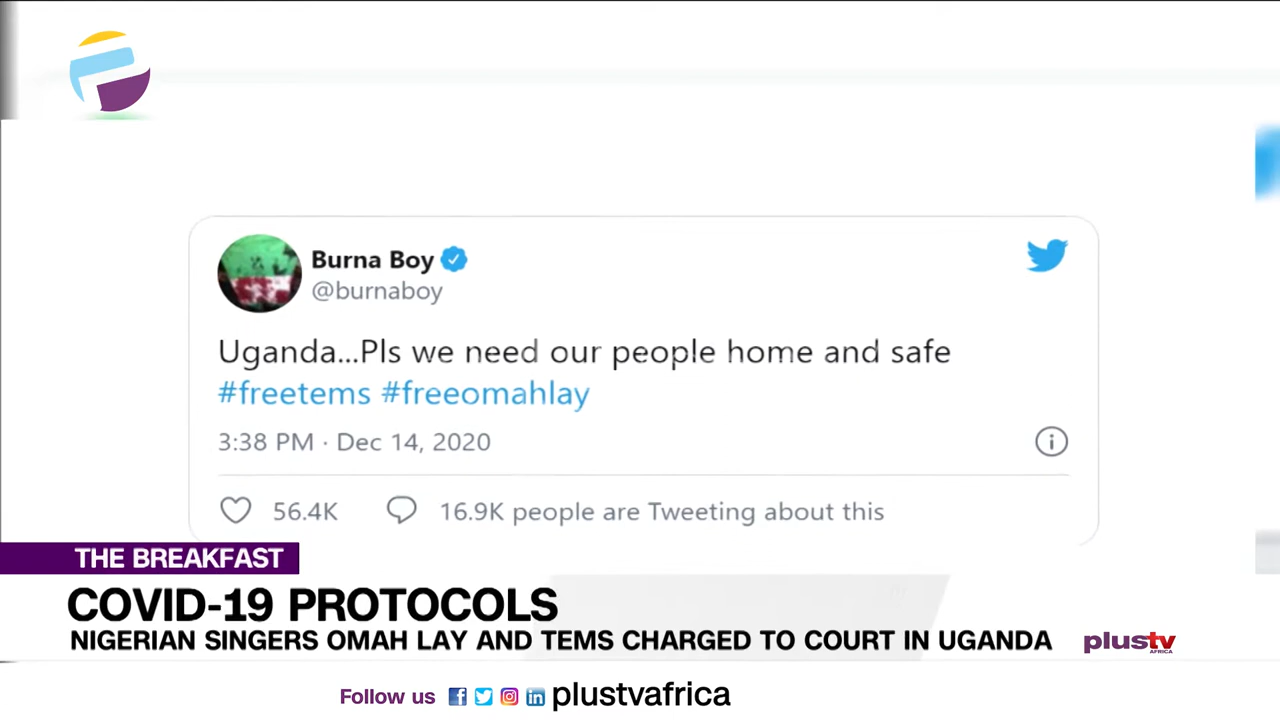 Burna Boy
@burnaboy
Uganda...Pls we need our people home and safe
#freetems #freeomahlay
3:38 PM · Dec 14, 2020
56.4K 16.9K people are Tweeting about this
THE BREAKFAST
COVID-19 PROTOCOLS
NIGERIAN SINGERS OMAH LAY AND TEMS CHARGED TO COURT IN UGANDA
plustv
AFRICA
Follow us plustvafrica